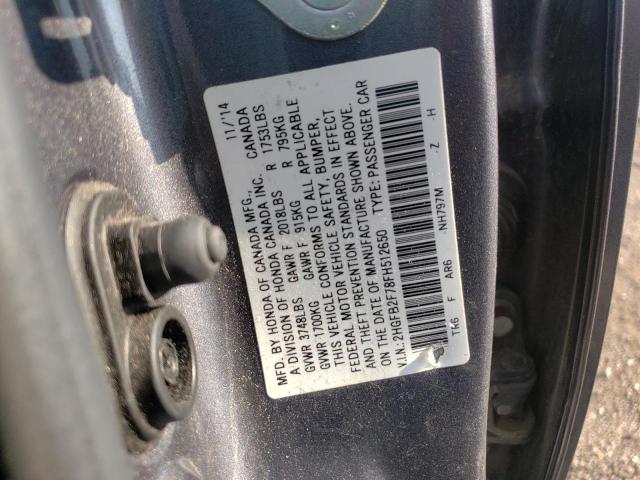 MFD. BY HONDA OF CANADA MFG., 11/'14
A DIVISION OF HONDA CANADA INC. CANADA
GVWR 3748LBS GAWR F 2018LBS R 1753LBS
GVWR 1700KG GAWR F 915KG R 795KG
THIS VEHICLE CONFORMS TO ALL APPLICABLE
FEDERAL MOTOR VEHICLE SAFETY, BUMPER,
AND THEFT PREVENTION STANDARDS IN EFFECT
ON THE DATE OF MANUFACTURE SHOWN ABOVE.
V.I.N.: 2HGFB2F78FH512650 TYPE: PASSENGER CAR
F AR6 NH797M Z H